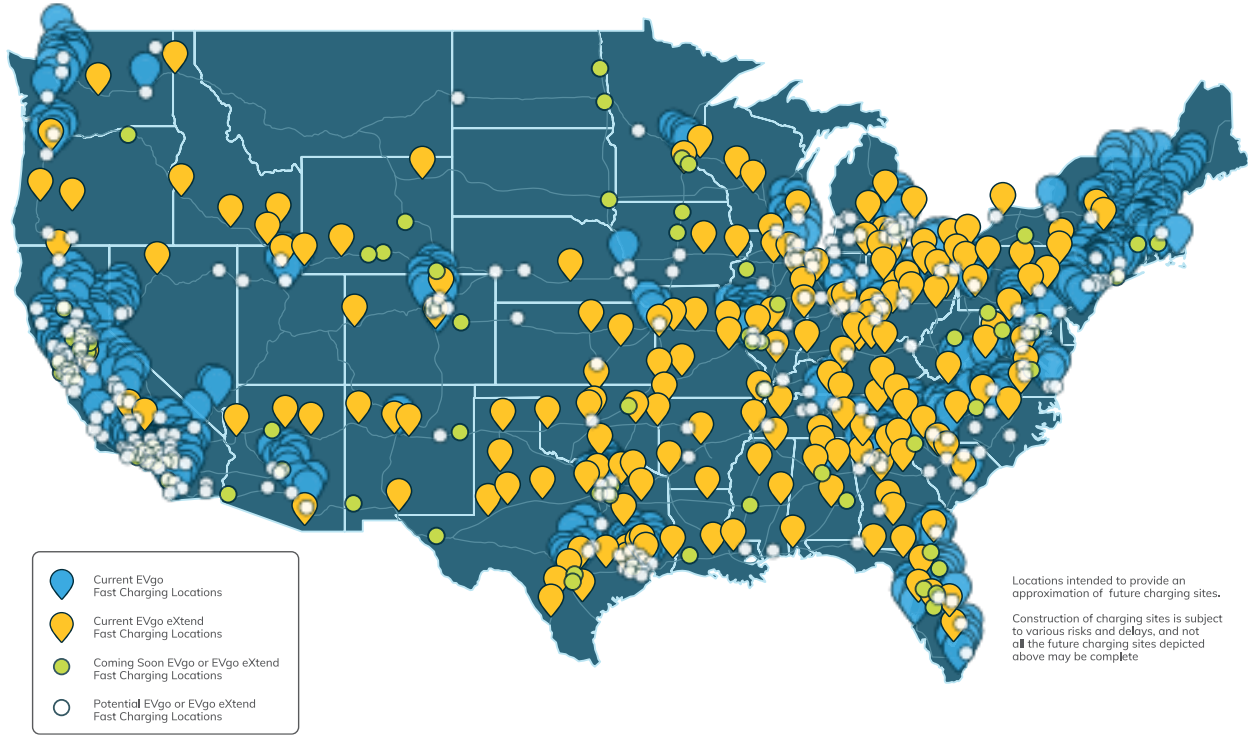 Current EVgo
Fast Charging Locations
Current EVgo eXtend
Fast Charging Locations
Coming Soon EVgo or EVgo eXtend
Fast Charging Locations
Potential EVgo or EVgo eXtend
Fast Charging Locations
Locations intended to provide an
approximation of future charging sites.
Construction of charging sites is subject
to various risks and delays, and not
all the future charging sites depicted
above may be complete